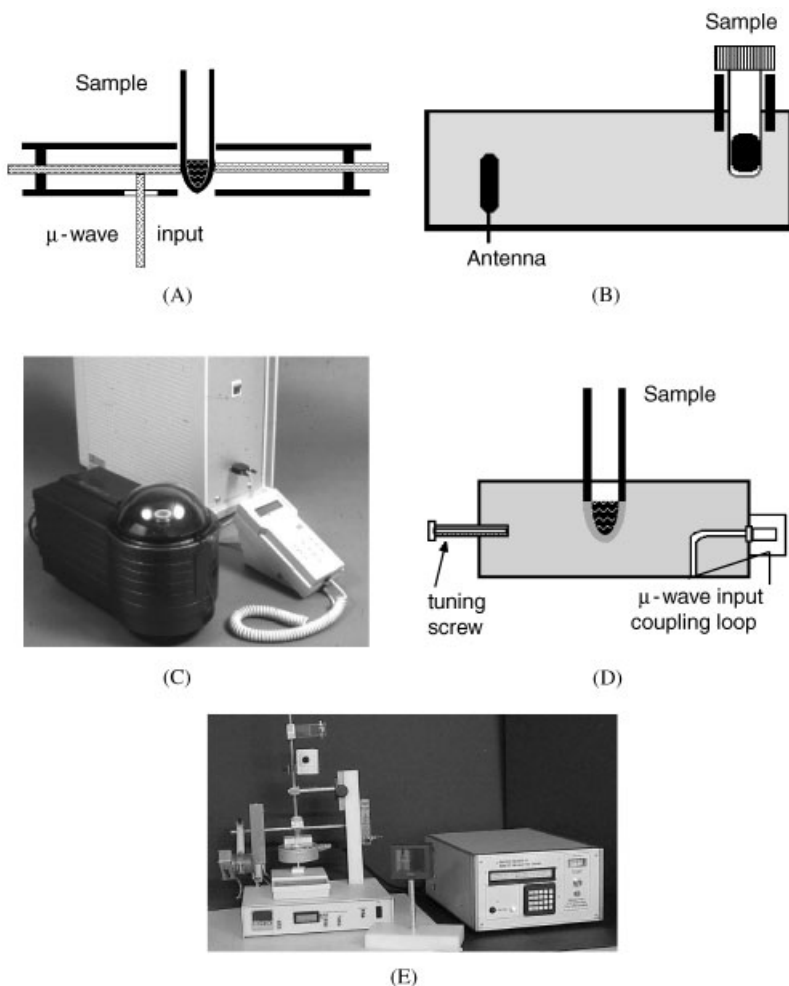 Sample
μ-wave input
(A)
Sample
Antenna
(B)
(C)
Sample
tuning
screw
μ-wave input
coupling loop
(D)
(E)